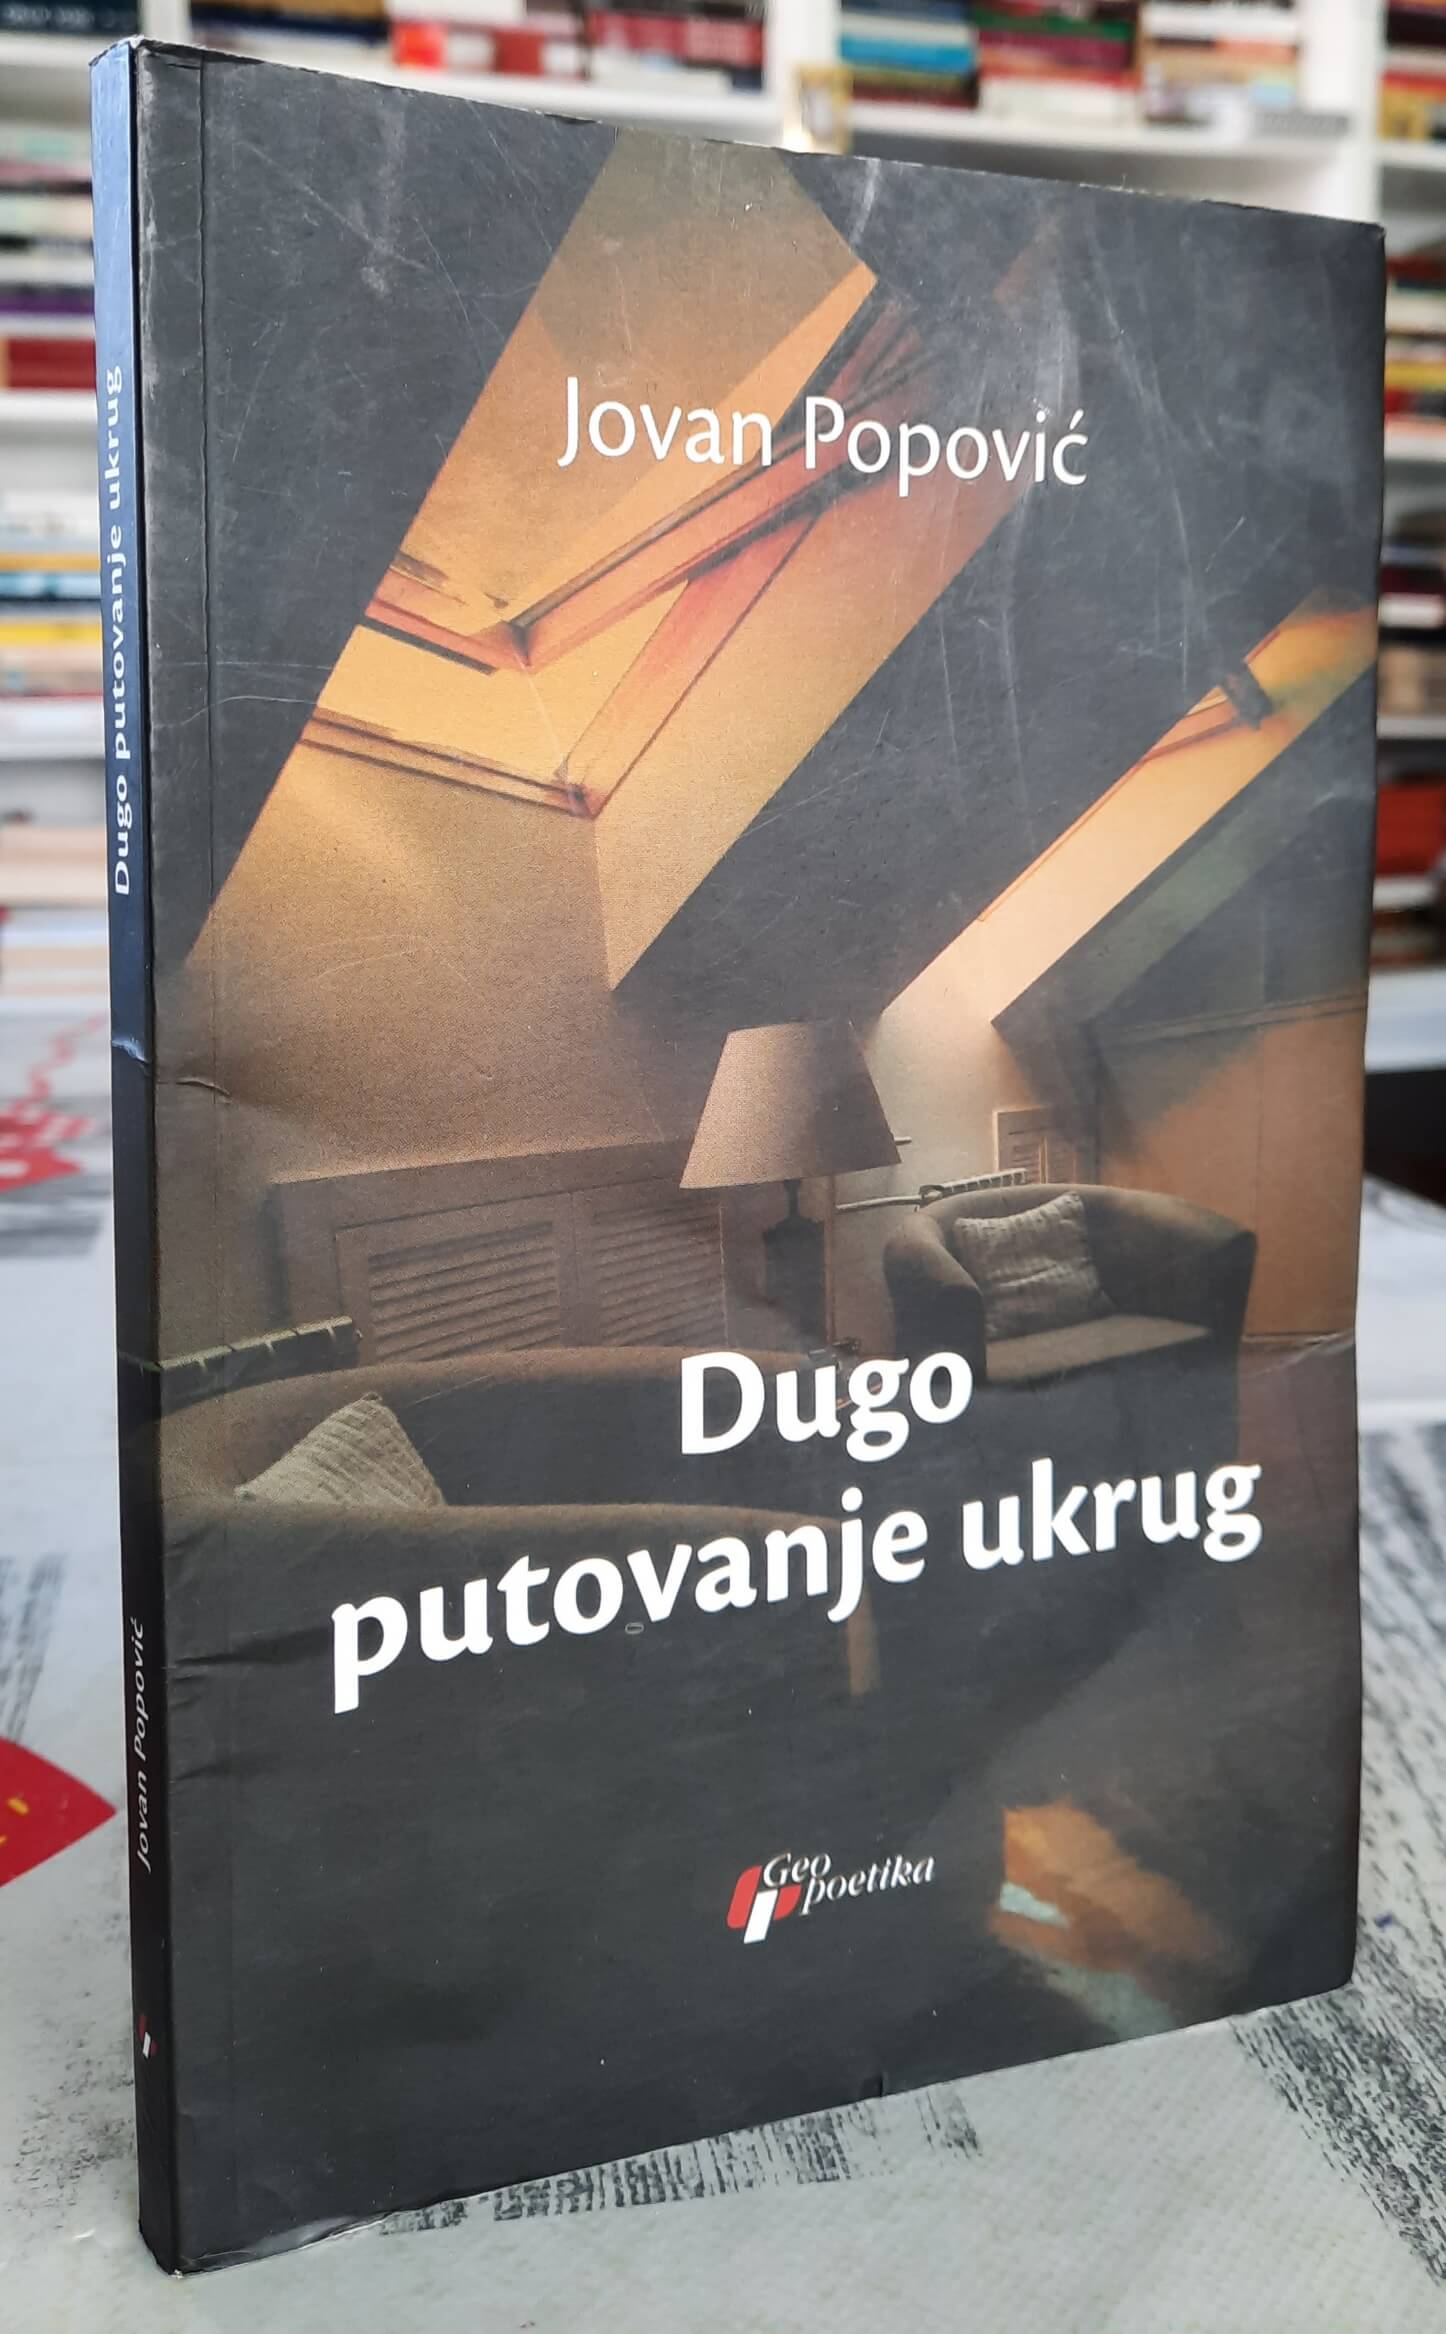 Jovan Popović
Dugo
putovanje ukrug
Geo
poetika
Dugo putovanje ukrug
Jovan Popović